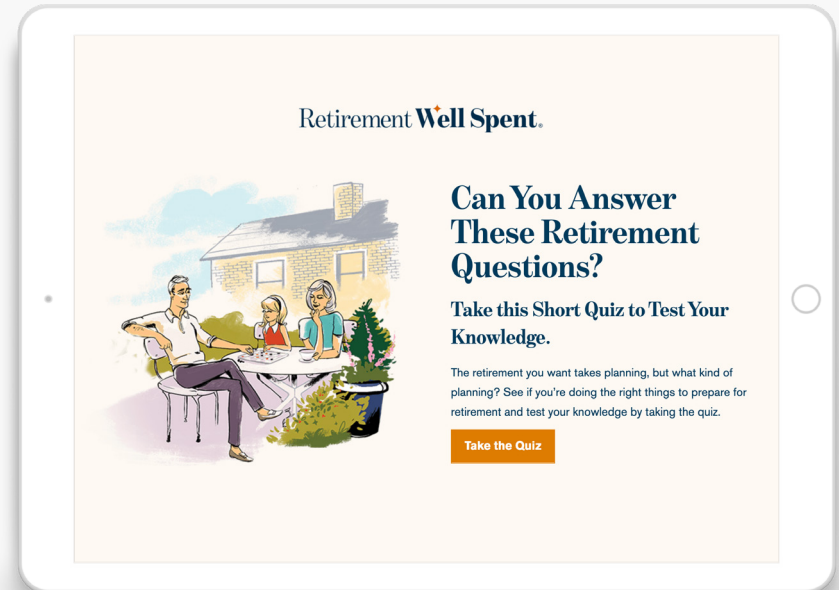 Retirement Well Spent®
Can You Answer
These Retirement
Questions?
Take this Short Quiz to Test Your
Knowledge.
The retirement you want takes planning, but what kind of
planning? See if you're doing the right things to prepare for
retirement and test your knowledge by taking the quiz.
Take the Quiz